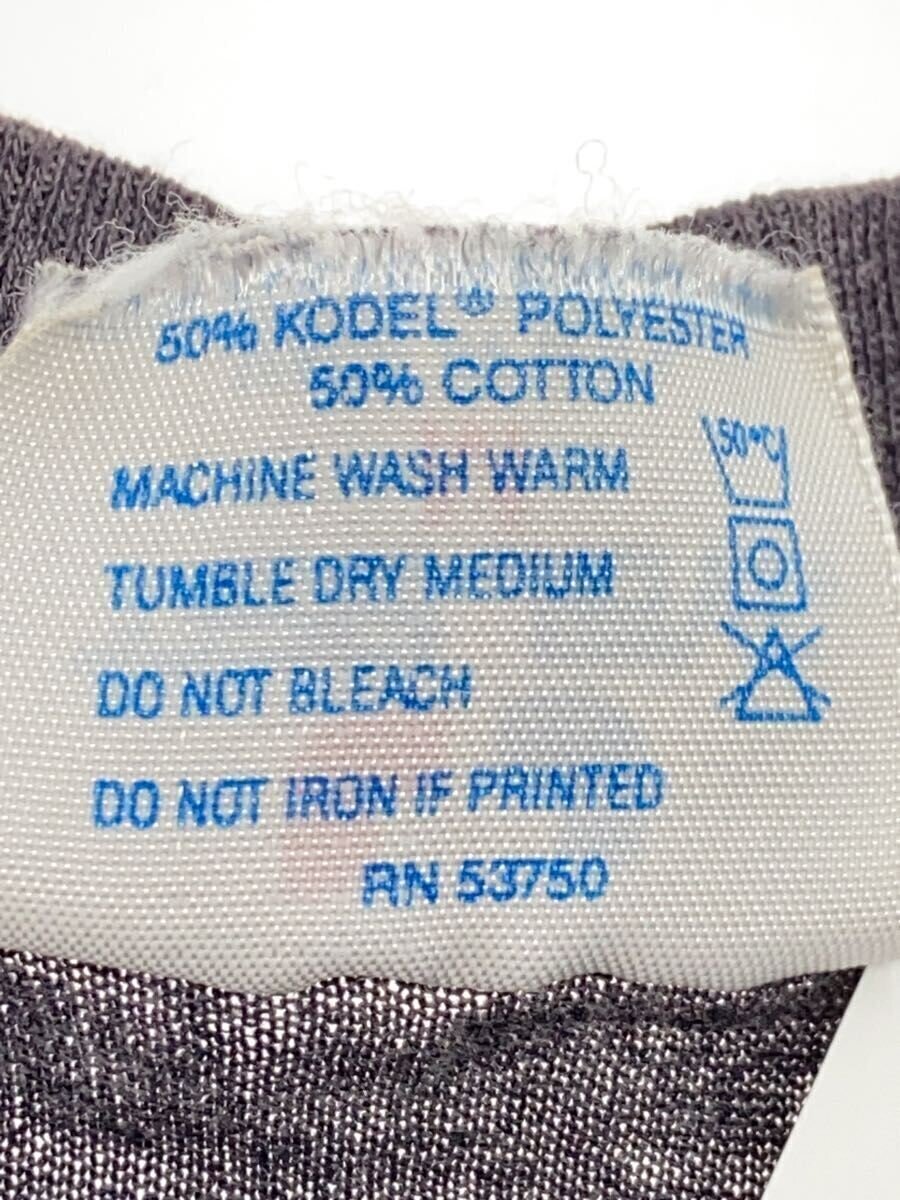 50% KODEL® POLYESTER
50% COTTON
MACHINE WASH WARM
50°C
TUMBLE DRY MEDIUM
DO NOT BLEACH
DO NOT IRON IF PRINTED
RN 53750